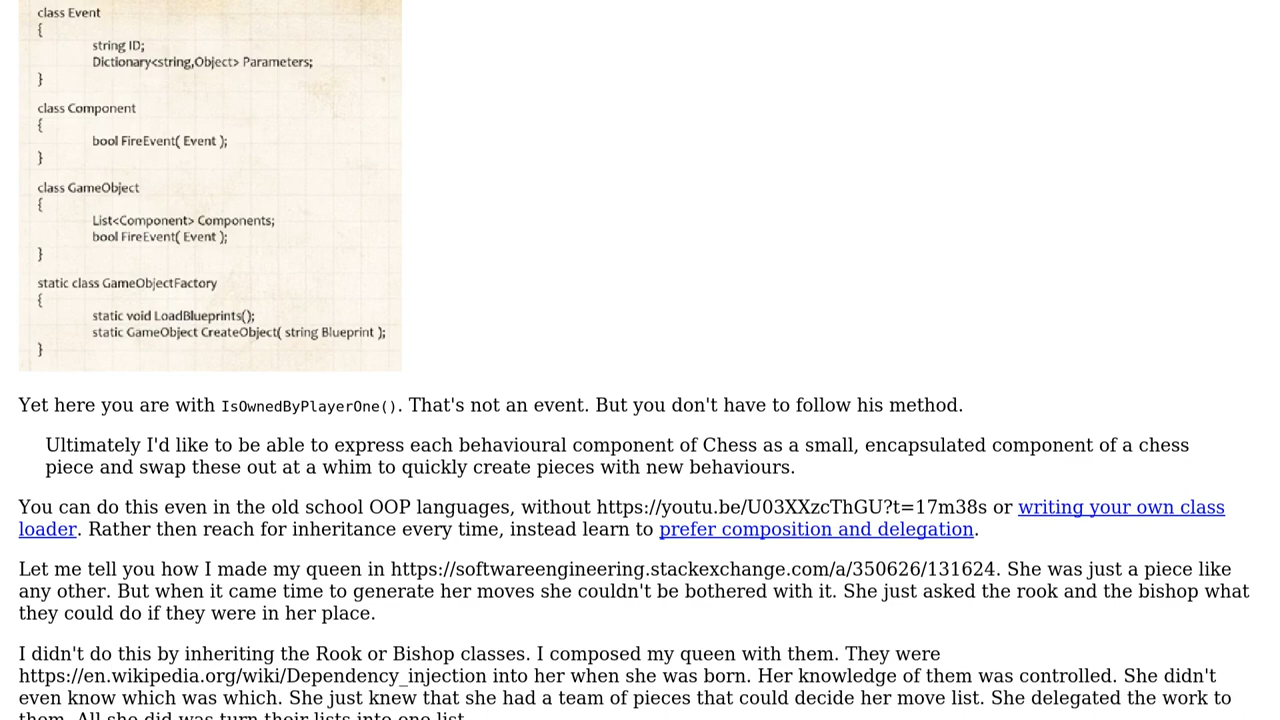 class Event
{
string ID;
Dictionary<string,Object> Parameters;
}
class Component
{
bool FireEvent( Event );
}
class GameObject
{
List<Component> Components;
bool FireEvent( Event );
}
static class GameObjectFactory
{
static void LoadBlueprints();
static GameObject CreateObject( string Blueprint );
}
Yet here you are with IsOwnedByPlayerOne(). That's not an event. But you don't have to follow his method.
Ultimately I'd like to be able to express each behavioural component of Chess as a small, encapsulated component of a chess
piece and swap these out at a whim to quickly create pieces with new behaviours.
You can do this even in the old school OOP languages, without https://youtu.be/U03XXzcThGU?t=17m38s or writing your own class
loader. Rather then reach for inheritance every time, instead learn to prefer composition and delegation.
Let me tell you how I made my queen in https://softwareengineering.stackexchange.com/a/350626/131624. She was just a piece like
any other. But when it came time to generate her moves she couldn't be bothered with it. She just asked the rook and the bishop what
they could do if they were in her place.
I didn't do this by inheriting the Rook or Bishop classes. I composed my queen with them. They were
https://en.wikipedia.org/wiki/Dependency_injection into her when she was born. Her knowledge of them was controlled. She didn't
even know which was which. She just knew that she had a team of pieces that could decide her move list. She delegated the work to
them. All she did was turn their lists into one list.